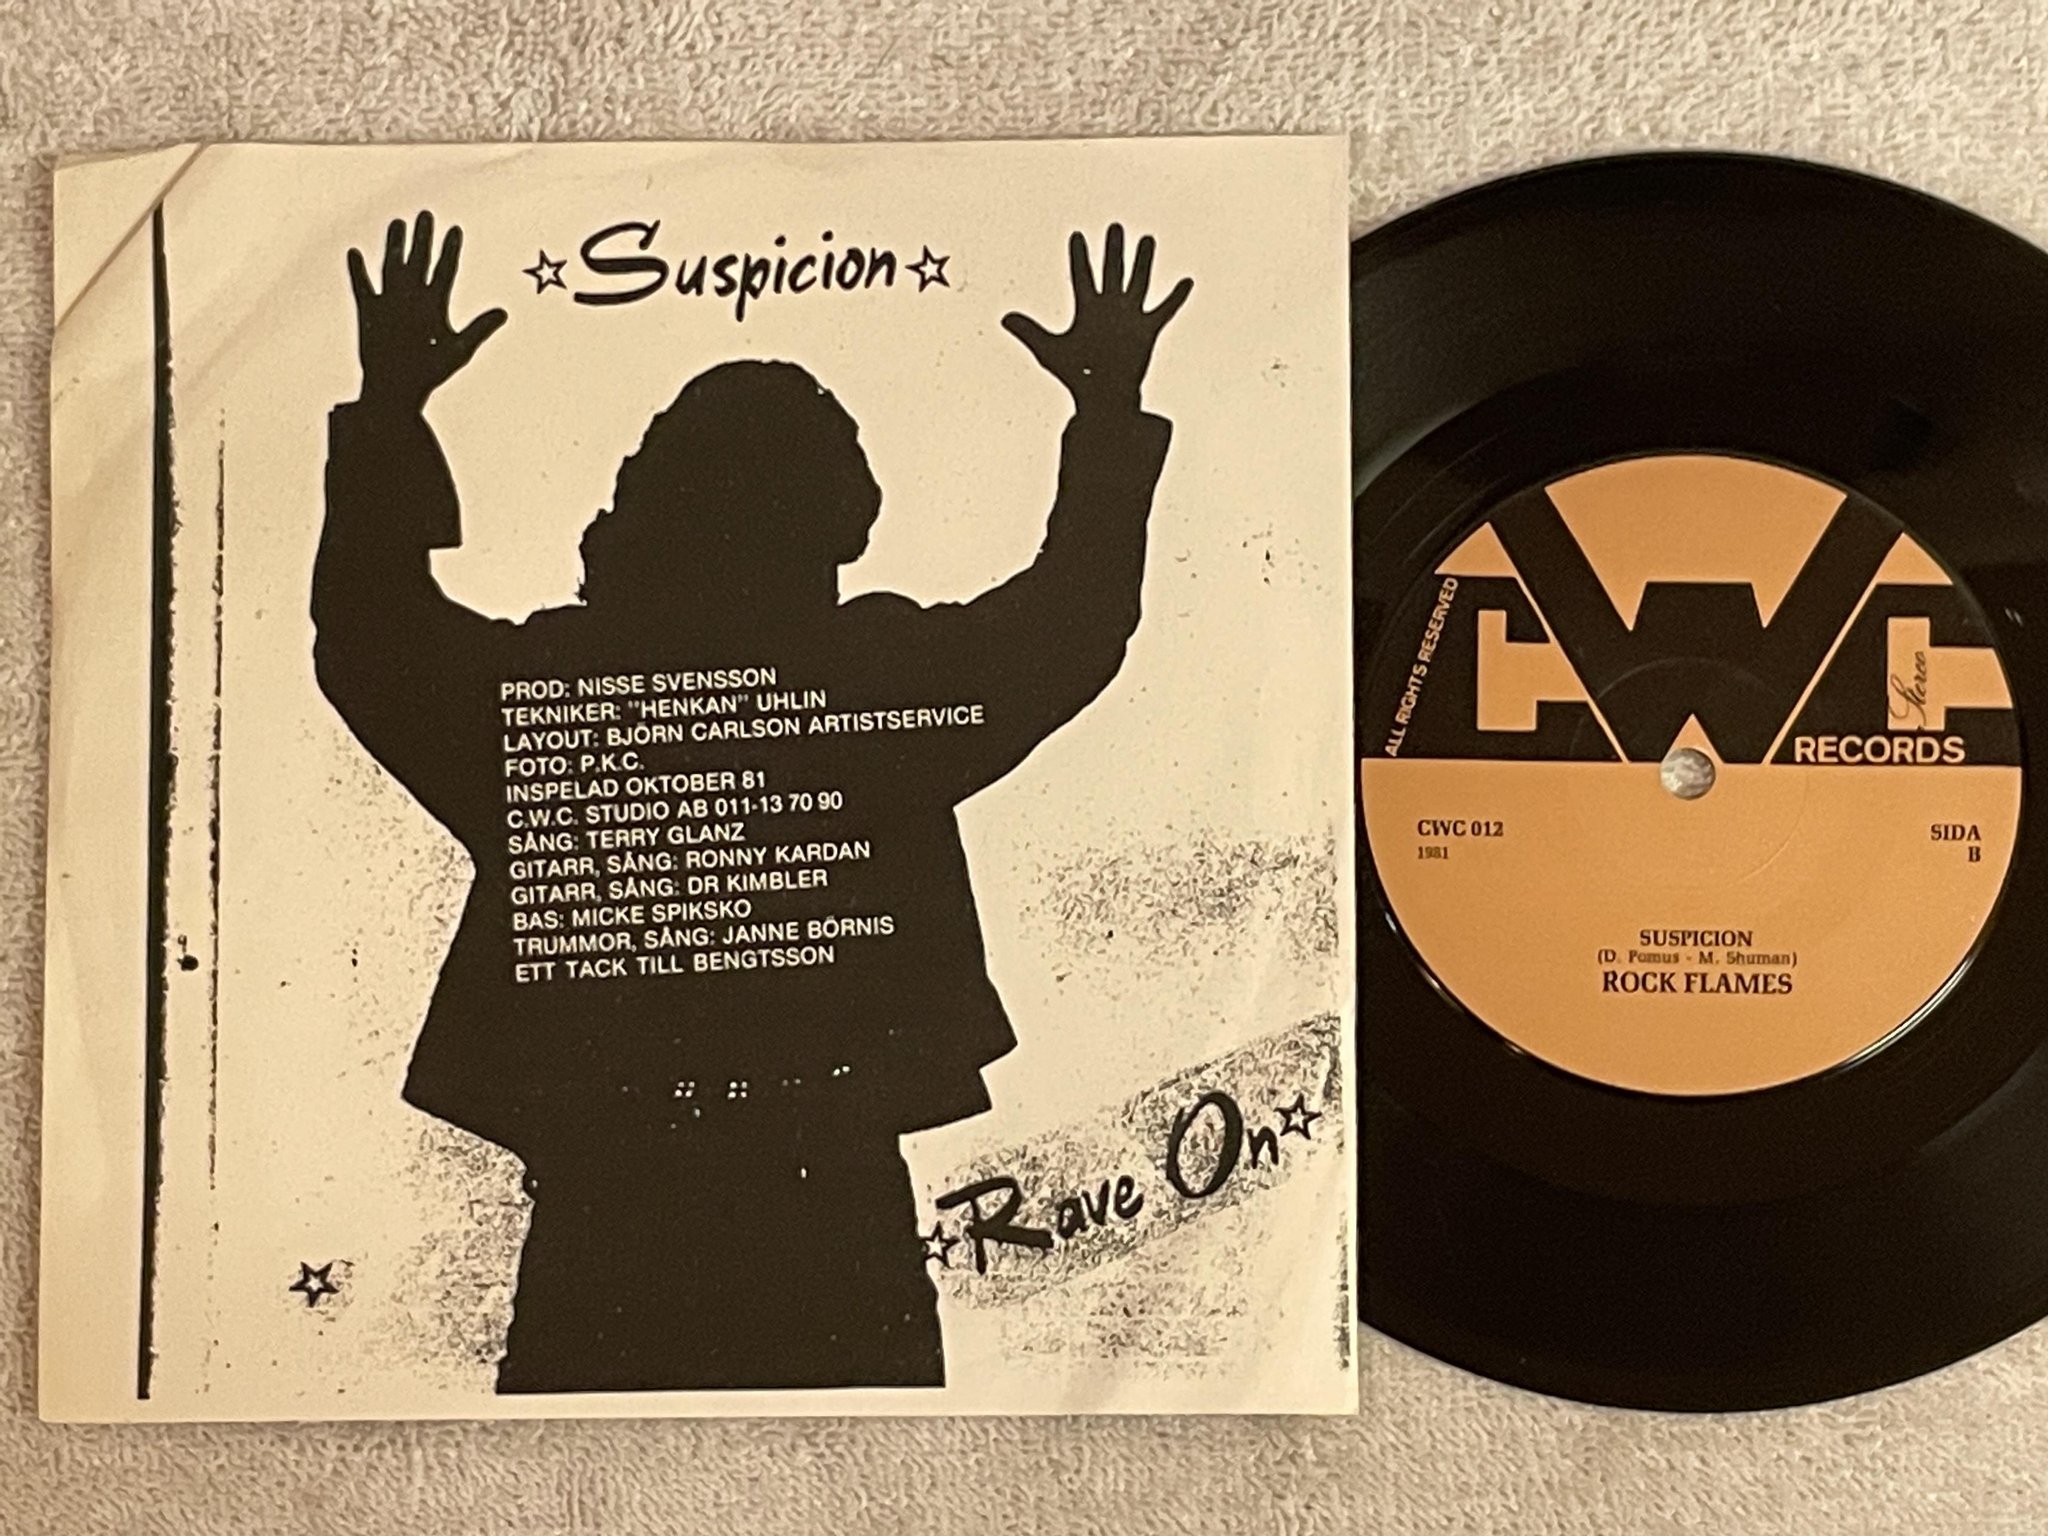 Suspicion
PROD: NISSE SVENSSON
TEKNIKER: "HENKAN" UHLIN
LAYOUT: BJÖRN CARLSON ARTISTSERVICE
FOTO: P.K.C.
INSPELAD OKTOBER 81
C.W.C. STUDIO AB 011-13 70 90
SÅNG: TERRY GLANZ
GITARR, SÅNG: RONNY KARDAN
GITARR, SÅNG: DR KIMBLER
BAS: MICKE SPIKSKO
TRUMMOR, SÅNG: JANNE BÖRNIS
ETT TACK TILL BENGTSSON
Rave On
ALL RIGHTS RESERVED
CWC
Stereo
RECORDS
CWC 012
1981
SIDA
B
SUSPICION
(D. Pomus - M. Shuman)
ROCK FLAMES